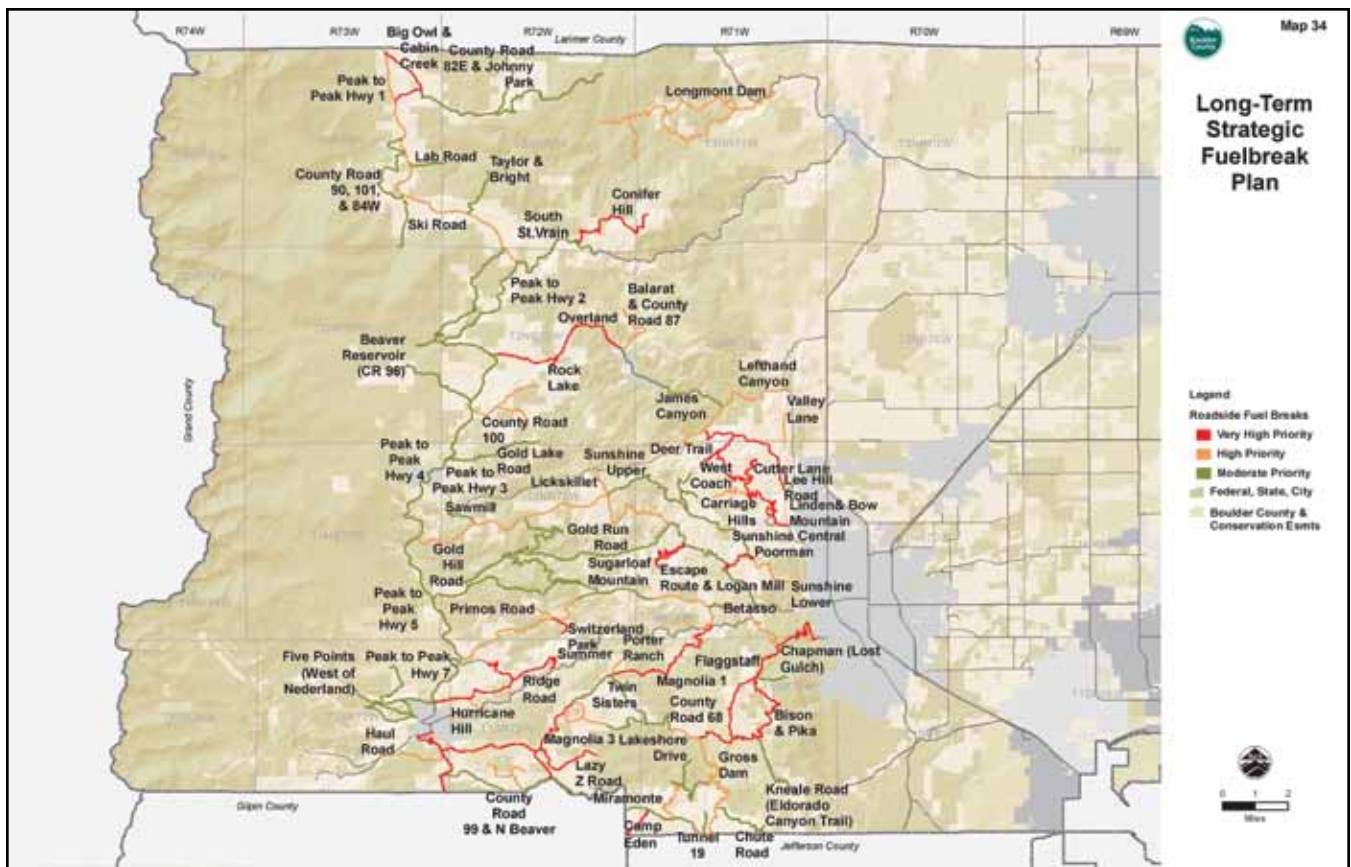 R74W
R73W
R72W
R71W
R70W
R69W
Map 34
Boulder
County
Larimer County
Big Owl &
Cabin
Creek
County Road
82E & Johnny
Park
Peak to
Peak Hwy 1
Longmont Dam
Lab Road
Taylor &
Bright
County Road
90, 101,
& 84W
Ski Road
South
St.Vrain
Conifer
Hill
Peak to
Peak Hwy 2
Balarat
& County
Road 87
Overland
Beaver
Reservoir
(CR 96)
Rock
Lake
Lefthand
Canyon
James
Canyon
Valley
Lane
County Road
100
Grand County
Peak to
Peak
Hwy 4
Gold Lake
Road
Peak to
Peak Hwy 3
Sunshine
Upper
Deer Trail
West
Coach
Cutter Lane
Lee Hill
Road
Lickskillet
Sawmill
Carriage
Hills
Linden& Bow
Mountain
Gold Run
Road
Sunshine Central
Poorman
Gold
Hill
Road
Sugarloaf
Mountain
Escape
Route & Logan Mill
Sunshine
Lower
Peak to
Peak
Hwy 5
Primos Road
Betasso
Switzerland
Park
Summer
Porter
Ranch
Flaggstaff
Chapman (Lost
Gulch)
Five Points
(West of
Nederland)
Peak to Peak
Hwy 7
Ridge
Road
Magnolia 1
Twin
Sisters
County
Road 68
Hurricane
Hill
Bison
& Pika
Haul
Road
Magnolia 3
Lakeshore
Drive
Gross
Dam
Lazy
Z Road
Miramonte
Kneale Road
(Eldorado
Canyon Trail)
Gilpin County
County
Road
99 & N Beaver
Camp
Eden
Tunnel
19
Chute
Road
Jefferson County
Long-Term
Strategic
Fuelbreak
Plan
Legend
Roadside Fuel Breaks
Very High Priority
High Priority
Moderate Priority
Federal, State, City
Boulder County &
Conservation Esmts
0 1 2
Miles